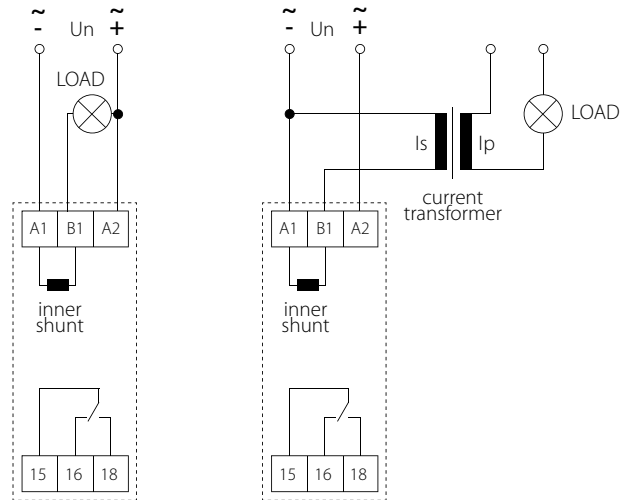 ~ ~
- Un +
LOAD
A1 B1 A2
inner
shunt
15 16 18
~ ~
- Un +
LOAD
Is Ip
current
transformer
A1 B1 A2
inner
shunt
15 16 18